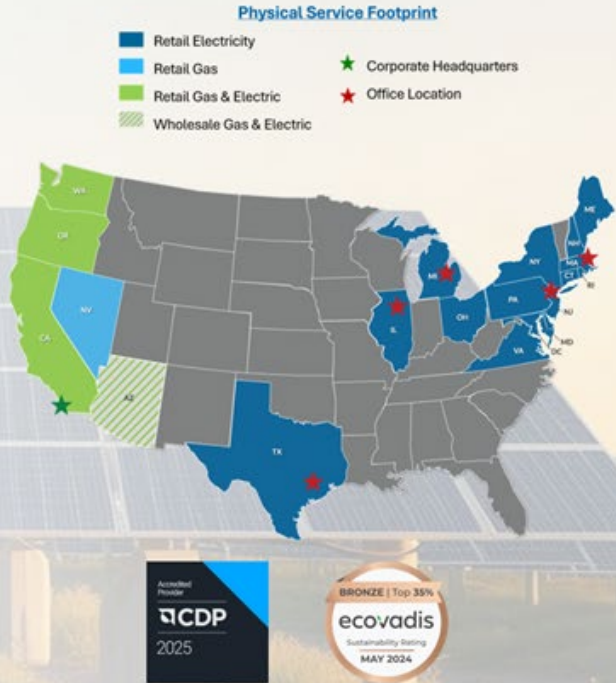 Physical Service Footprint
Retail Electricity
Retail Gas
Retail Gas & Electric
Wholesale Gas & Electric
Corporate Headquarters
Office Location
WA
OR
CA
NV
AZ
TX
IL
MI
OH
PA
NY
VA
ME
NH
MA
CT
RI
NJ
MD
DC
Accredited
Provider
CDP
2025
BRONZE | Top 35%
ecovadis
Sustainability Rating
MAY 2024